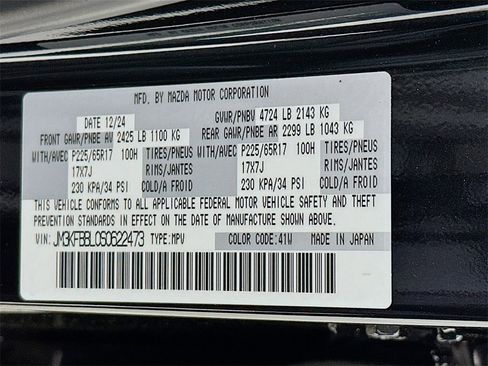 MFD. BY MAZDA MOTOR CORPORATION
DATE 12/24 GVWR/PNBV 4724 LB 2143 KG
FRONT GAWR/PNBE AV 2425 LB 1100 KG REAR GAWR/PNBE AR 2299 LB 1043 KG
WITH/AVEC P225/65R17 100H TIRES/PNEUS WITH/AVEC P225/65R17 100H TIRES/PNEUS
17X7J RIMS/JANTES 17X7J RIMS/JANTES
230 KPA/34 PSI COLD/A FROID 230 KPA/34 PSI COLD/A FROID
THIS VEHICLE CONFORMS TO ALL APPLICABLE FEDERAL MOTOR VEHICLE SAFETY AND THEFT
PREVENTION STANDARDS IN EFFECT ON THE DATE OF MANUFACTURE SHOWN ABOVE.
VIN: JM3KFBBL0S0622473 TYPE:MPV COLOR CODE:41W MADE IN JAPAN